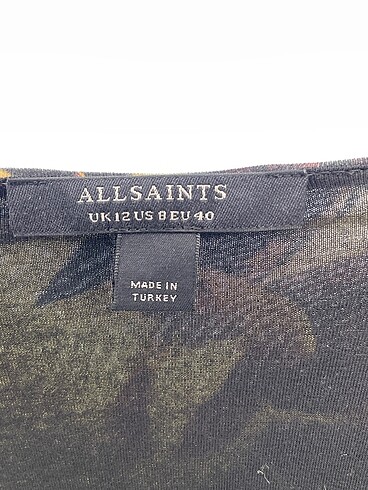 ALLSAINTS
UK 12 US 8 EU 40
MADE IN
TURKEY